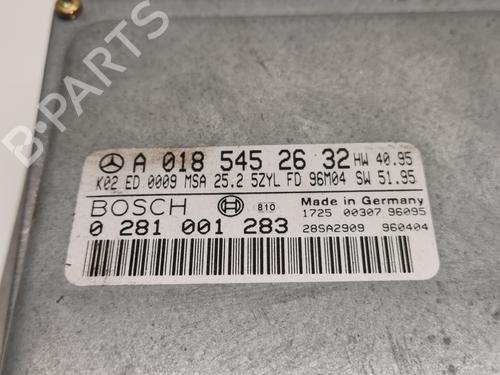 A 018 545 26 32 HW 40.95
K02 ED 0009 MSA 25.2 5ZYL FD 96M04 SW 51.95
BOSCH 810 Made in Germany
1725 00307 96095
0 281 001 283 28SA2909 960404
B-PARTS